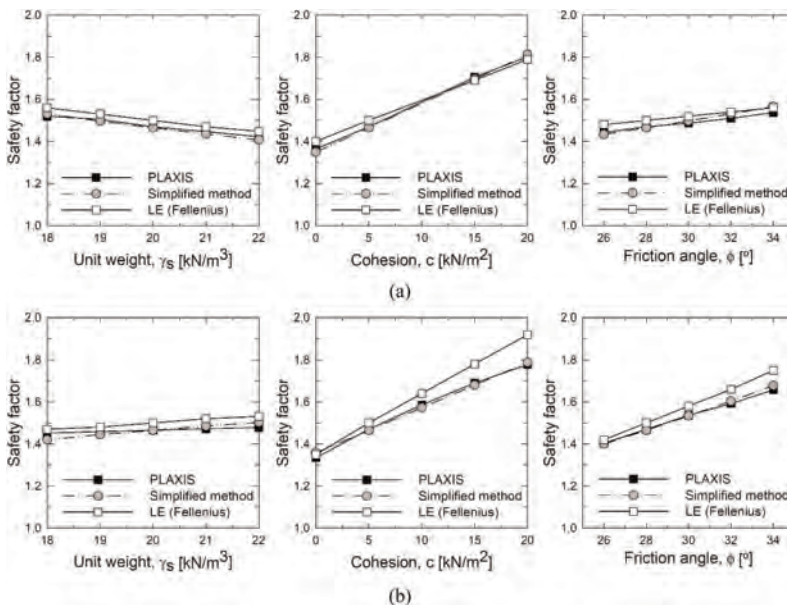 2.0
1.8
1.6
1.4
1.2
1.0
Safety factor
PLAXIS
Simplified method
LE (Fellenius)
18 19 20 21 22
Unit weight, γs [kN/m³]
2.0
1.8
1.6
1.4
1.2
1.0
Safety factor
PLAXIS
Simplified method
LE (Fellenius)
0 5 10 15 20
Cohesion, c [kN/m²]
2.0
1.8
1.6
1.4
1.2
1.0
Safety factor
PLAXIS
Simplified method
LE (Fellenius)
26 28 30 32 34
Friction angle, ϕ [º]
(a)
2.0
1.8
1.6
1.4
1.2
1.0
Safety factor
PLAXIS
Simplified method
LE (Fellenius)
18 19 20 21 22
Unit weight, γs [kN/m³]
2.0
1.8
1.6
1.4
1.2
1.0
Safety factor
PLAXIS
Simplified method
LE (Fellenius)
0 5 10 15 20
Cohesion, c [kN/m²]
2.0
1.8
1.6
1.4
1.2
1.0
Safety factor
PLAXIS
Simplified method
LE (Fellenius)
26 28 30 32 34
Friction angle, ϕ [º]
(b)